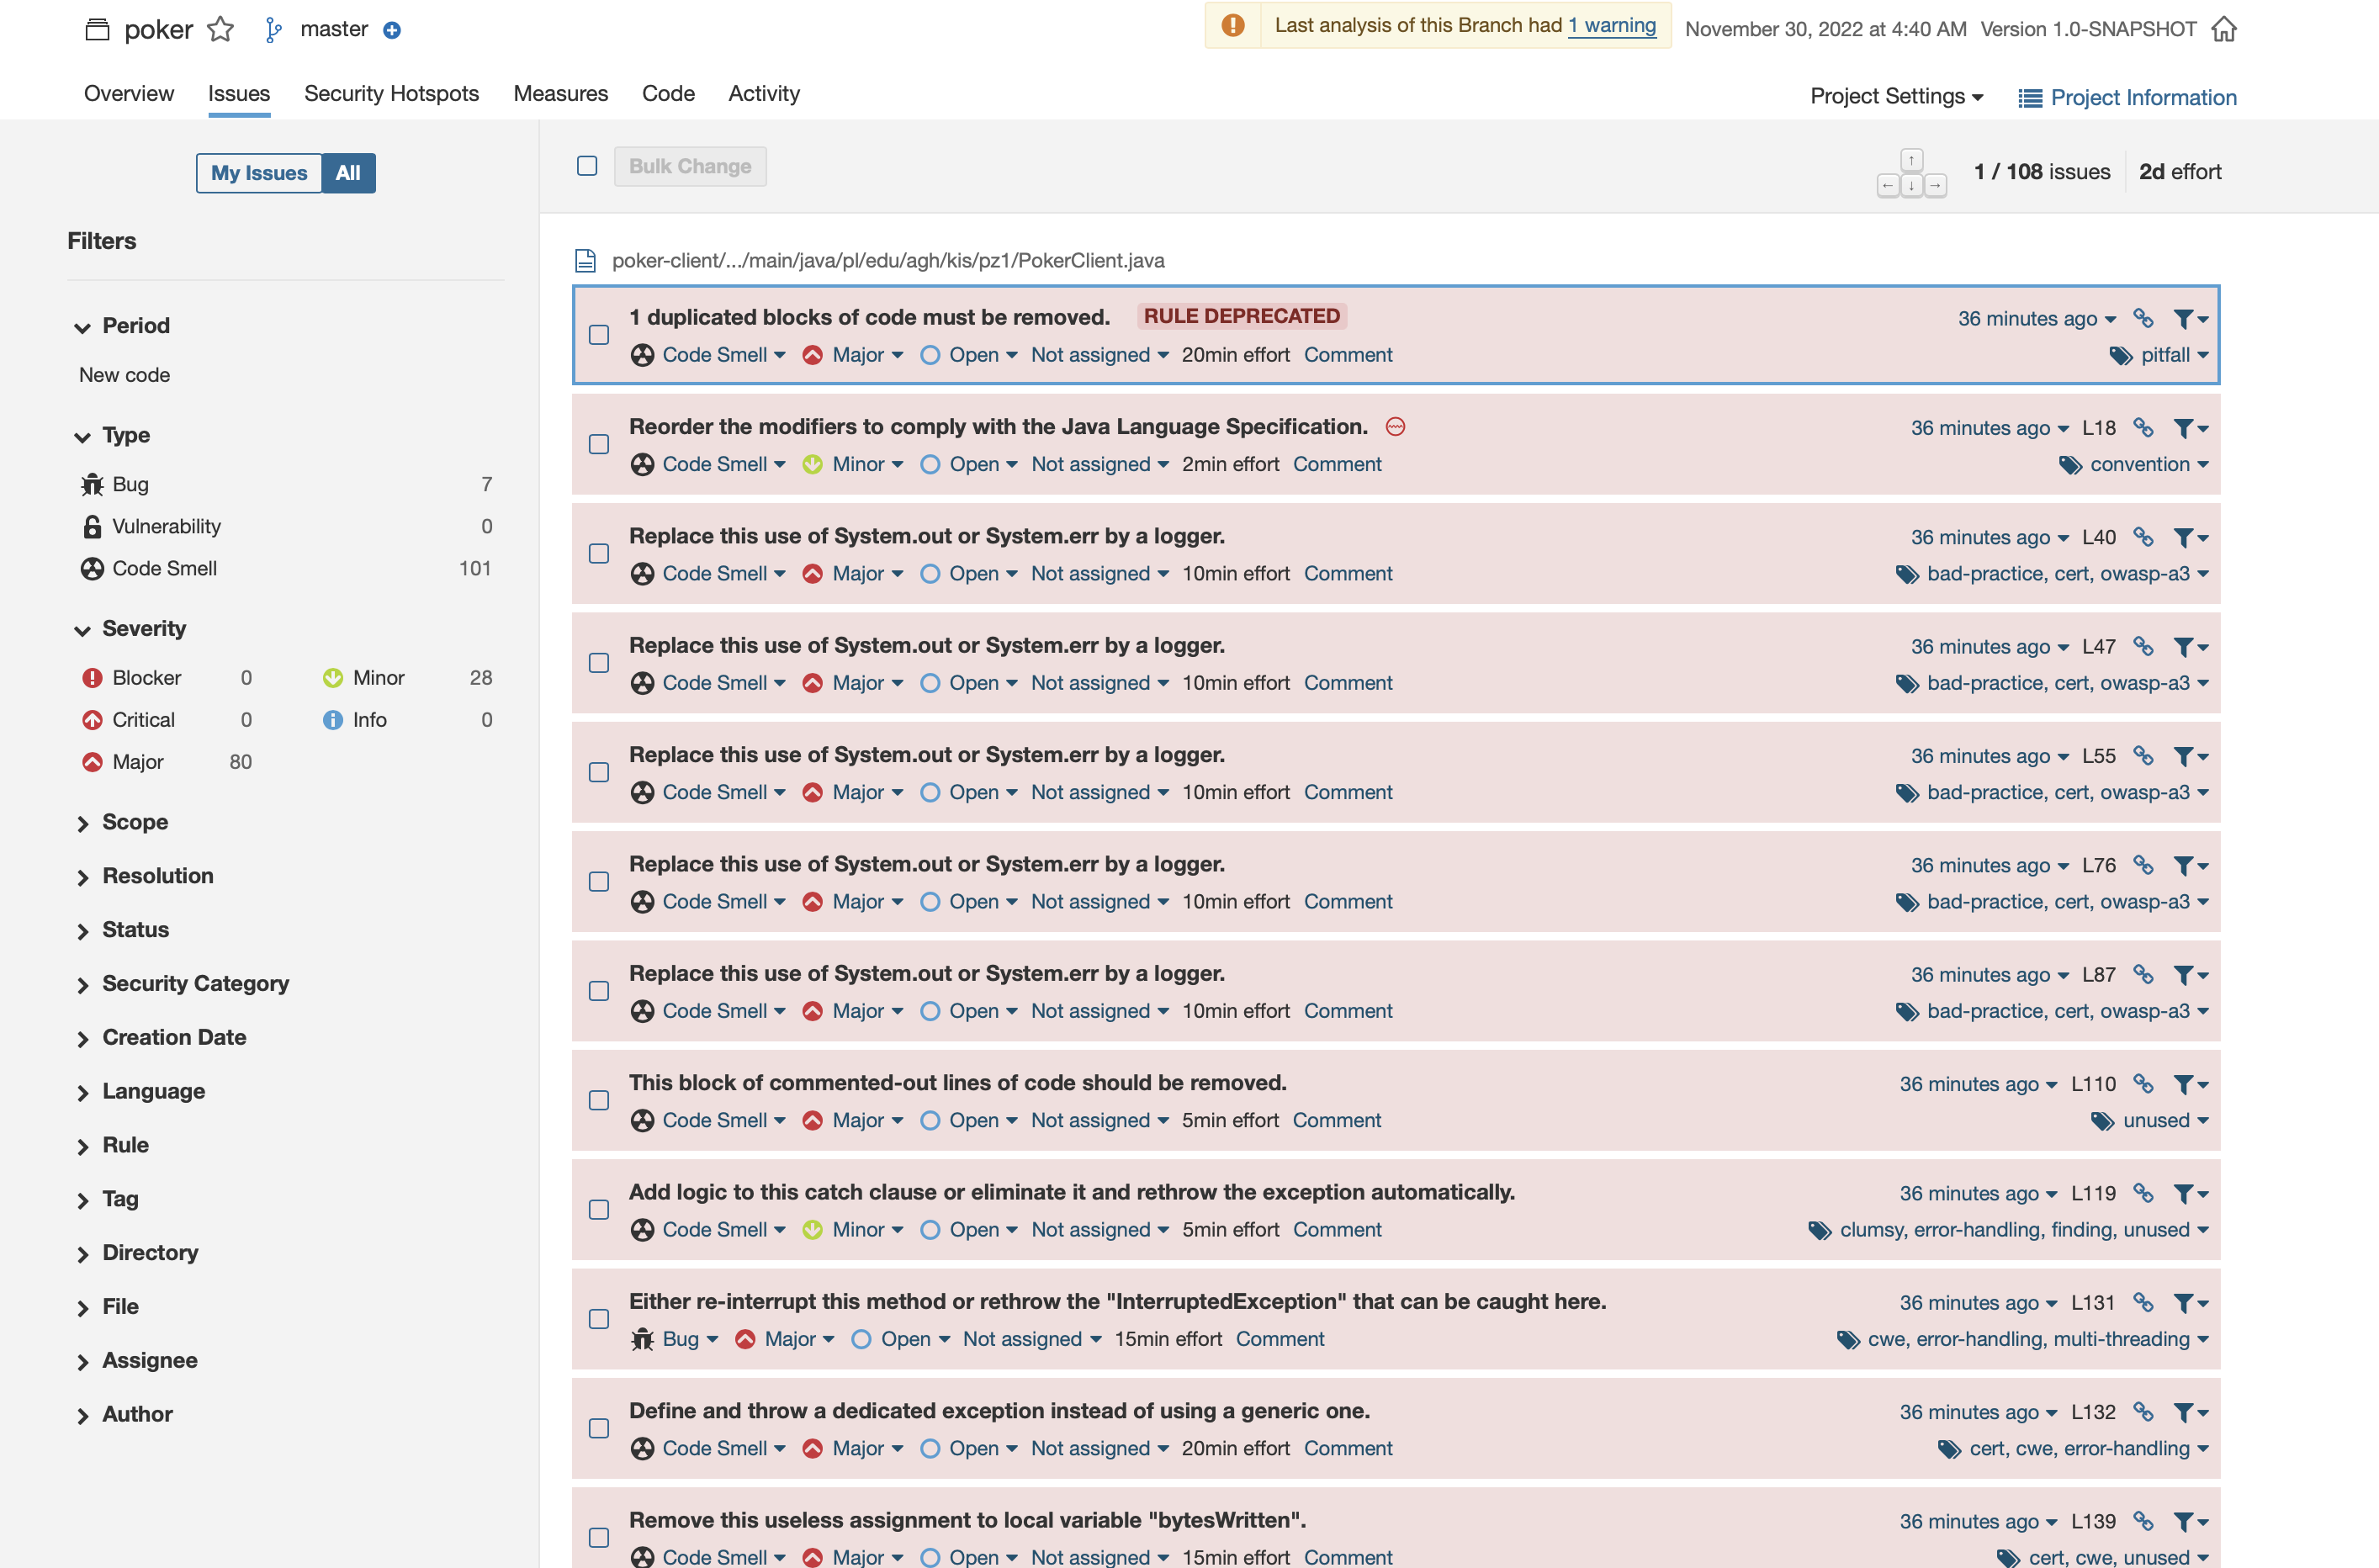 poker master
Last analysis of this Branch had 1 warning
November 30, 2022 at 4:40 AM Version 1.0-SNAPSHOT
Overview Issues Security Hotspots Measures Code Activity
Project Settings Project Information
My Issues All
Filters
Period
New code
Type
Bug 7
Vulnerability 0
Code Smell 101
Severity
Blocker 0 Minor 28
Critical 0 Info 0
Major 80
Scope
Resolution
Status
Security Category
Creation Date
Language
Rule
Tag
Directory
File
Assignee
Author
Bulk Change
↑
← ↓ →
1 / 108 issues 2d effort
poker-client/.../main/java/pl/edu/agh/kis/pz1/PokerClient.java
1 duplicated blocks of code must be removed. RULE DEPRECATED 36 minutes ago
Code Smell Major Open Not assigned 20min effort Comment pitfall
Reorder the modifiers to comply with the Java Language Specification. 36 minutes ago L18
Code Smell Minor Open Not assigned 2min effort Comment convention
Replace this use of System.out or System.err by a logger. 36 minutes ago L40
Code Smell Major Open Not assigned 10min effort Comment bad-practice, cert, owasp-a3
Replace this use of System.out or System.err by a logger. 36 minutes ago L47
Code Smell Major Open Not assigned 10min effort Comment bad-practice, cert, owasp-a3
Replace this use of System.out or System.err by a logger. 36 minutes ago L55
Code Smell Major Open Not assigned 10min effort Comment bad-practice, cert, owasp-a3
Replace this use of System.out or System.err by a logger. 36 minutes ago L76
Code Smell Major Open Not assigned 10min effort Comment bad-practice, cert, owasp-a3
Replace this use of System.out or System.err by a logger. 36 minutes ago L87
Code Smell Major Open Not assigned 10min effort Comment bad-practice, cert, owasp-a3
This block of commented-out lines of code should be removed. 36 minutes ago L110
Code Smell Major Open Not assigned 5min effort Comment unused
Add logic to this catch clause or eliminate it and rethrow the exception automatically. 36 minutes ago L119
Code Smell Minor Open Not assigned 5min effort Comment clumsy, error-handling, finding, unused
Either re-interrupt this method or rethrow the "InterruptedException" that can be caught here. 36 minutes ago L131
Bug Major Open Not assigned 15min effort Comment cwe, error-handling, multi-threading
Define and throw a dedicated exception instead of using a generic one. 36 minutes ago L132
Code Smell Major Open Not assigned 20min effort Comment cert, cwe, error-handling
Remove this useless assignment to local variable "bytesWritten". 36 minutes ago L139
Code Smell Major Open Not assigned 15min effort Comment cert, cwe, unused